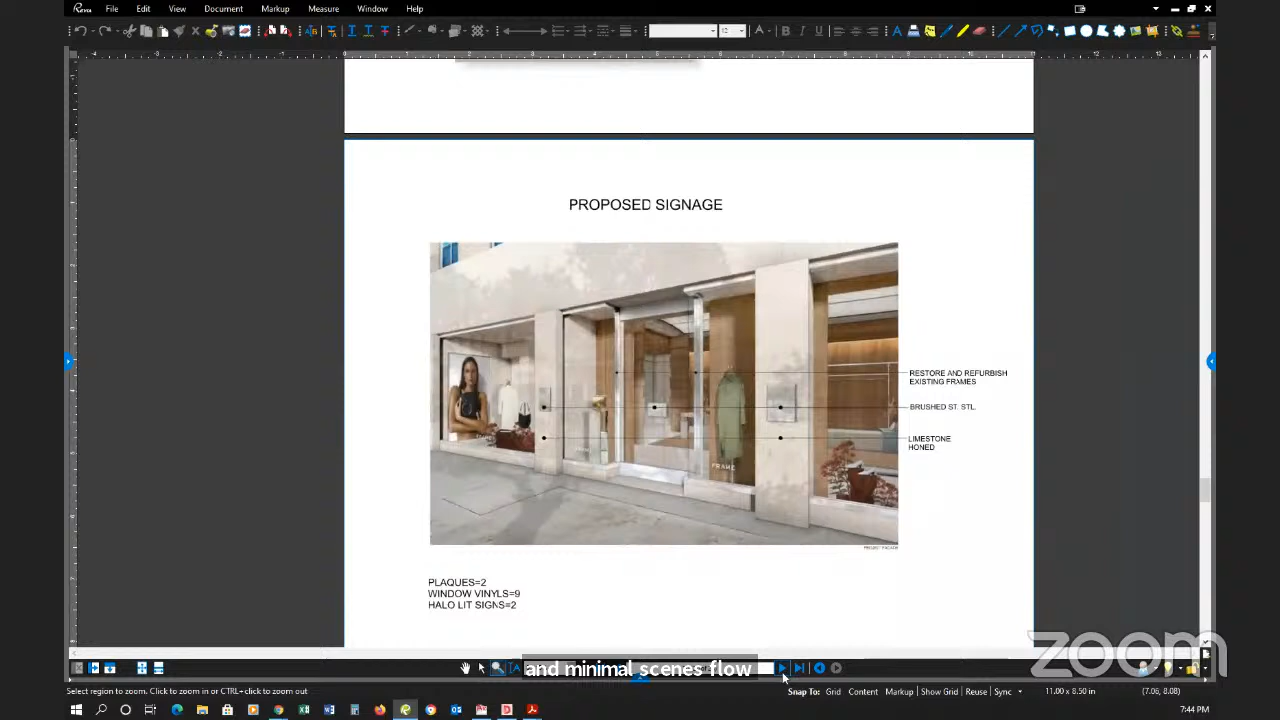 Revu File Edit View Document Markup Measure Window Help
PROPOSED SIGNAGE
RESTORE AND REFURBISH
EXISTING FRAMES
BRUSHED ST. STL.
LIMESTONE
HONED
FRAME
FRAME
PLAQUES=2
WINDOW VINYLS=9
HALO LIT SIGNS=2
zoom
and minimal scenes flow
Select region to zoom. Click to zoom in or CTRL+click to zoom out
Snap To: Grid Content Markup Show Grid Reuse Sync
11.00 x 8.50 in
(7.06, 8.08)
7:44 PM